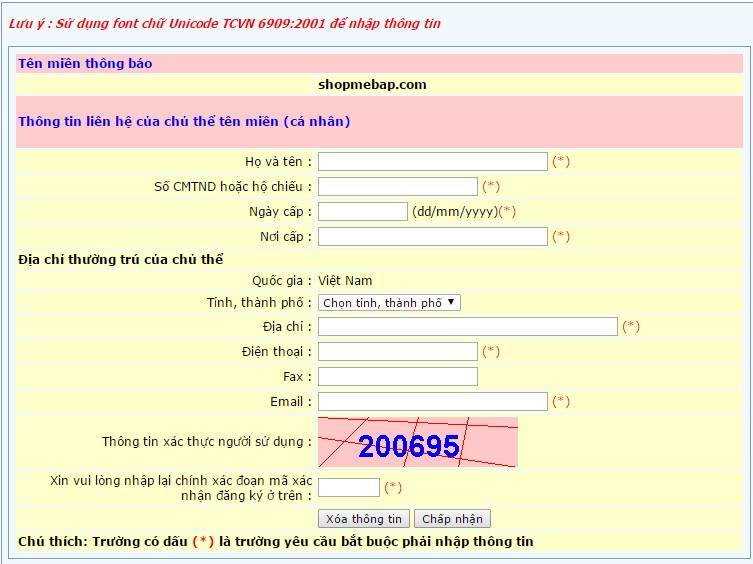 Lưu ý : Sử dụng font chữ Unicode TCVN 6909:2001 để nhập thông tin
Tên miền thông báo
shopmebap.com
Thông tin liên hệ của chủ thể tên miền (cá nhân)
Họ và tên : (*)
Số CMTND hoặc hộ chiếu : (*)
Ngày cấp : (dd/mm/yyyy)(*)
Nơi cấp : (*)
Địa chỉ thường trú của chủ thể
Quốc gia : Việt Nam
Tỉnh, thành phố : Chọn tỉnh, thành phố
Địa chỉ : (*)
Điện thoại : (*)
Fax :
Email : (*)
Thông tin xác thực người sử dụng : 200695
Xin vui lòng nhập lại chính xác đoạn mã xác
nhận đăng ký ở trên : (*)
Xóa thông tin Chấp nhận
Chú thích: Trường có dấu (*) là trường yêu cầu bắt buộc phải nhập thông tin